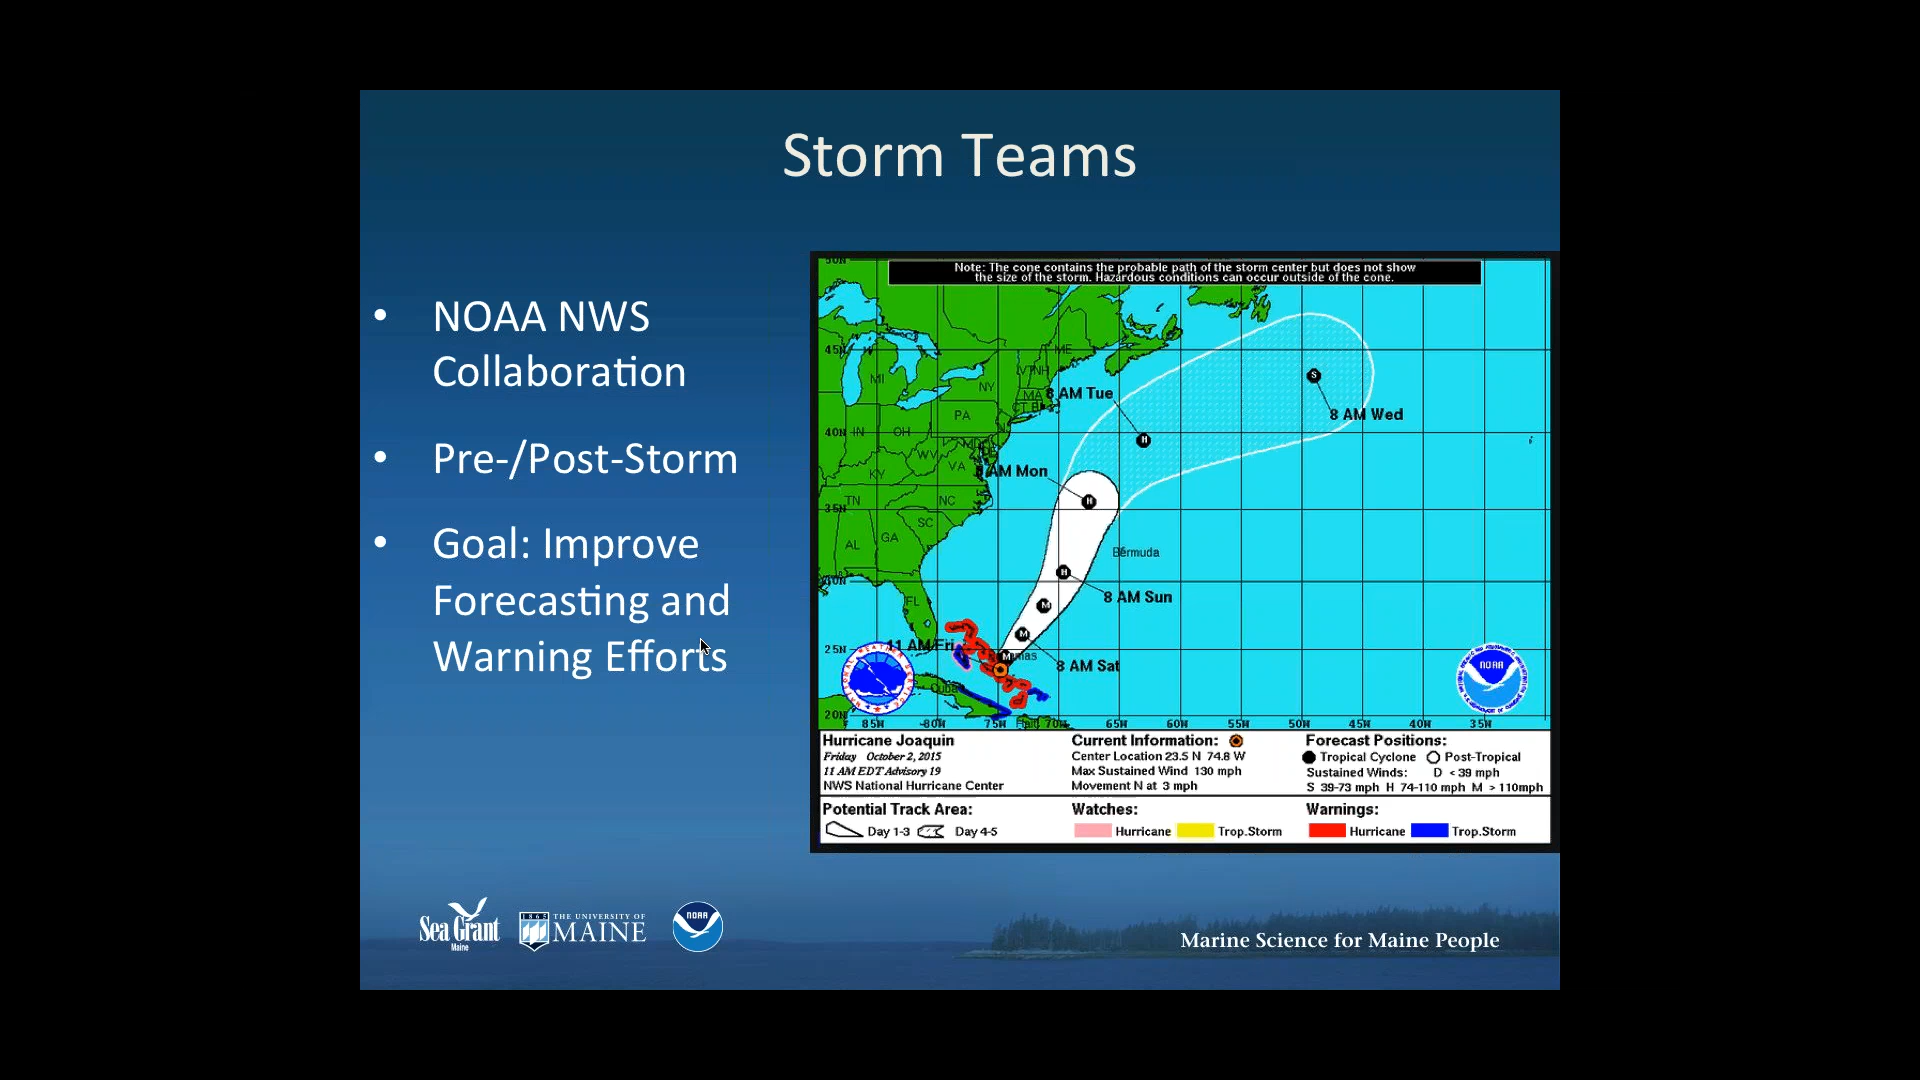 Storm Teams
• NOAA NWS
Collaboration
• Pre-/Post-Storm
• Goal: Improve
Forecasting and
Warning Efforts
Note: The cone contains the probable path of the storm center but does not show
the size of the storm. Hazardous conditions can occur outside of the cone.
45N
ME
VT NH
MI
NY
MA
8 AM Tue
8 AM Wed
PA
40N
IN
OH
WV
VA
KY
AM Mon
TN
NC
35N
SC
GA
AL
Bermuda
FL
8 AM Sun
11 AM Fri
25N
8 AM Sat
Cuba
NOAA
20N
85W 80W 75W 70W 65W 60W 55W 50W 45W 40W 35W
H
H
H
M
M
M
S
Hurricane Joaquin
Friday October 2, 2015
11 AM EDT Advisory 19
NWS National Hurricane Center
Current Information:
Center Location 23.5 N 74.8 W
Max Sustained Wind 130 mph
Movement N at 3 mph
Forecast Positions:
Tropical Cyclone Post-Tropical
Sustained Winds: D < 39 mph
S 39-73 mph H 74-110 mph M > 110mph
Potential Track Area:
Day 1-3 Day 4-5
Watches:
Hurricane Trop.Storm
Warnings:
Hurricane Trop.Storm
Sea Grant
Maine
1865
THE UNIVERSITY OF
MAINE
NOAA
Marine Science for Maine People